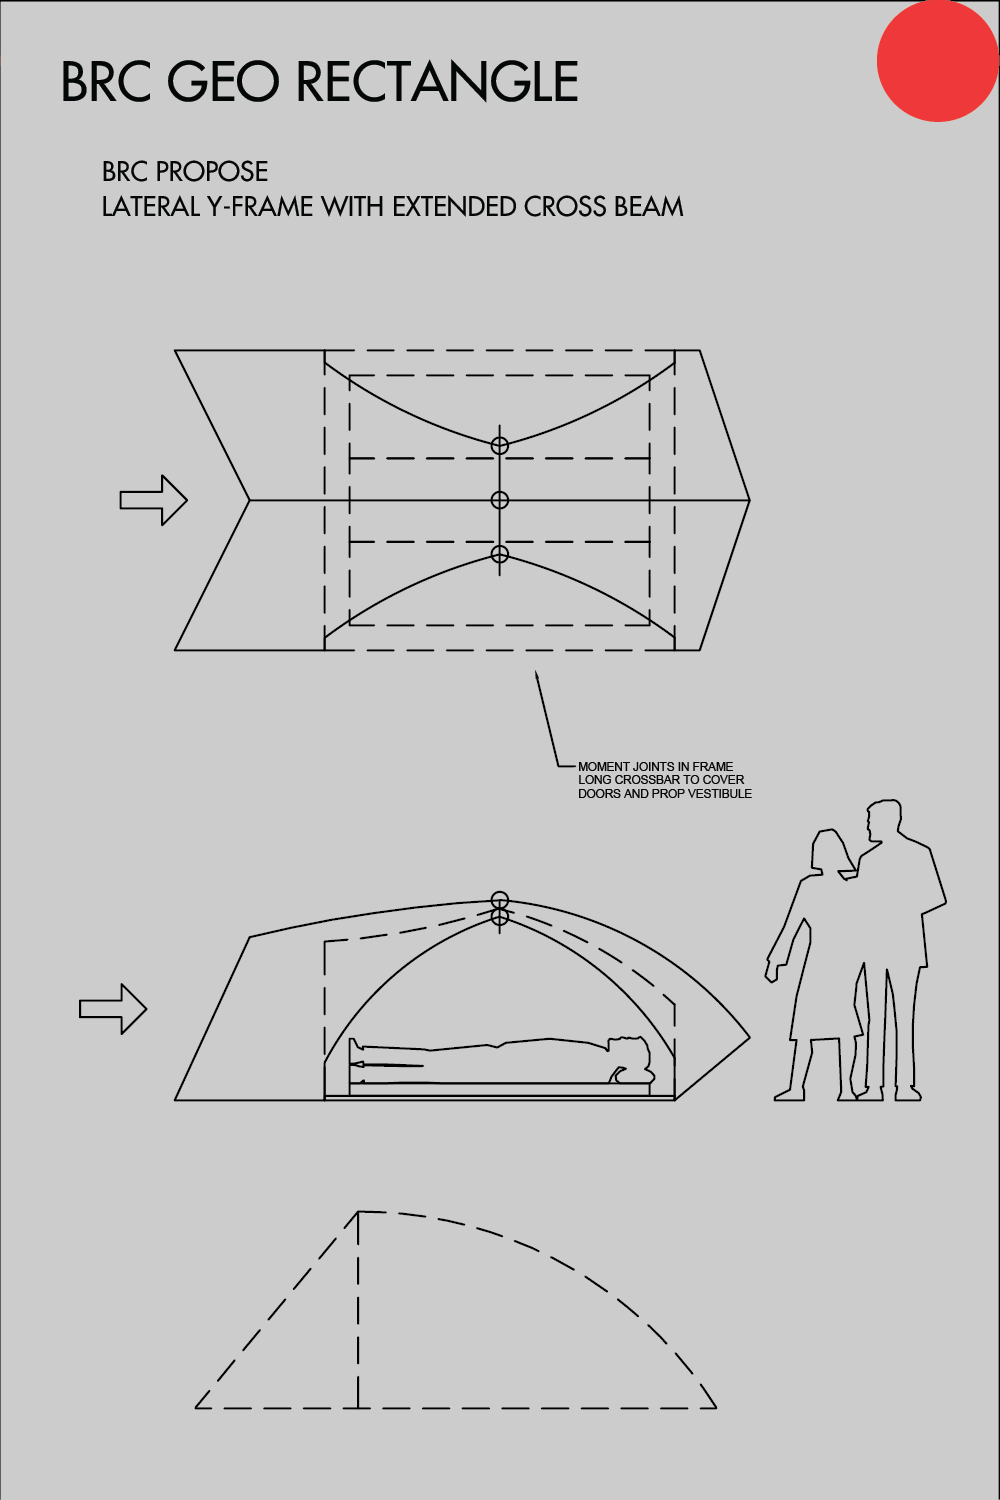 BRC GEO RECTANGLE
BRC PROPOSE
LATERAL Y-FRAME WITH EXTENDED CROSS BEAM
MOMENT JOINTS IN FRAME
LONG CROSSBAR TO COVER
DOORS AND PROP VESTIBULE